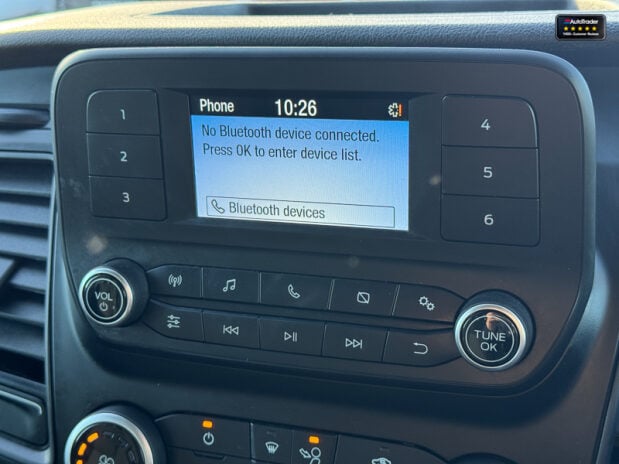 AutoTrader
Phone 10:26
No Bluetooth device connected.
Press OK to enter device list.
Bluetooth devices
1
2
3
4
5
6
VOL
TUNE
OK